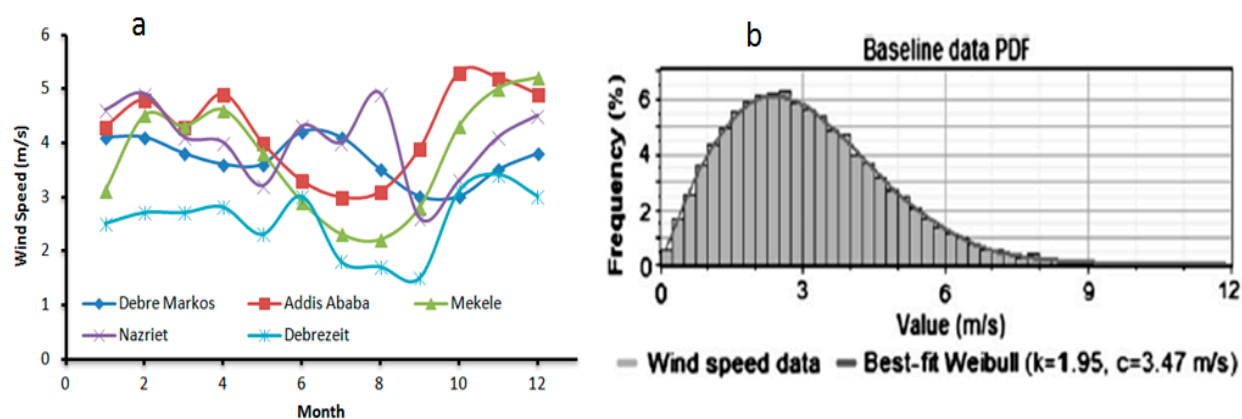 a
6
5
4
3
2
1
0
Wind Speed (m/s)
Debre Markos Addis Ababa Mekele
Nazriet Debrezeit
0 2 4 6 8 10 12
Month
b
Baseline data PDF
6
4
2
0
Frequency (%)
0 3 6 9 12
Value (m/s)
Wind speed data Best-fit Weibull (k=1.95, c=3.47 m/s)